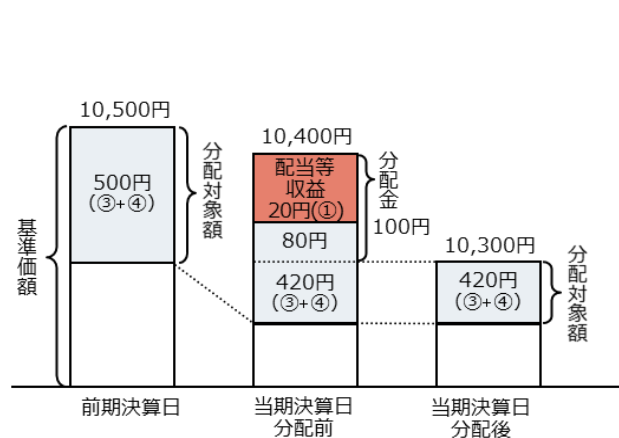 10,500円
500円
(③+④)
分配対象額
基準価額
前期決算日
10,400円
配当等
収益
20円(①)
80円
420円
(③+④)
分配金
100円
当期決算日
分配前
10,300円
420円
(③+④)
分配対象額
当期決算日
分配後